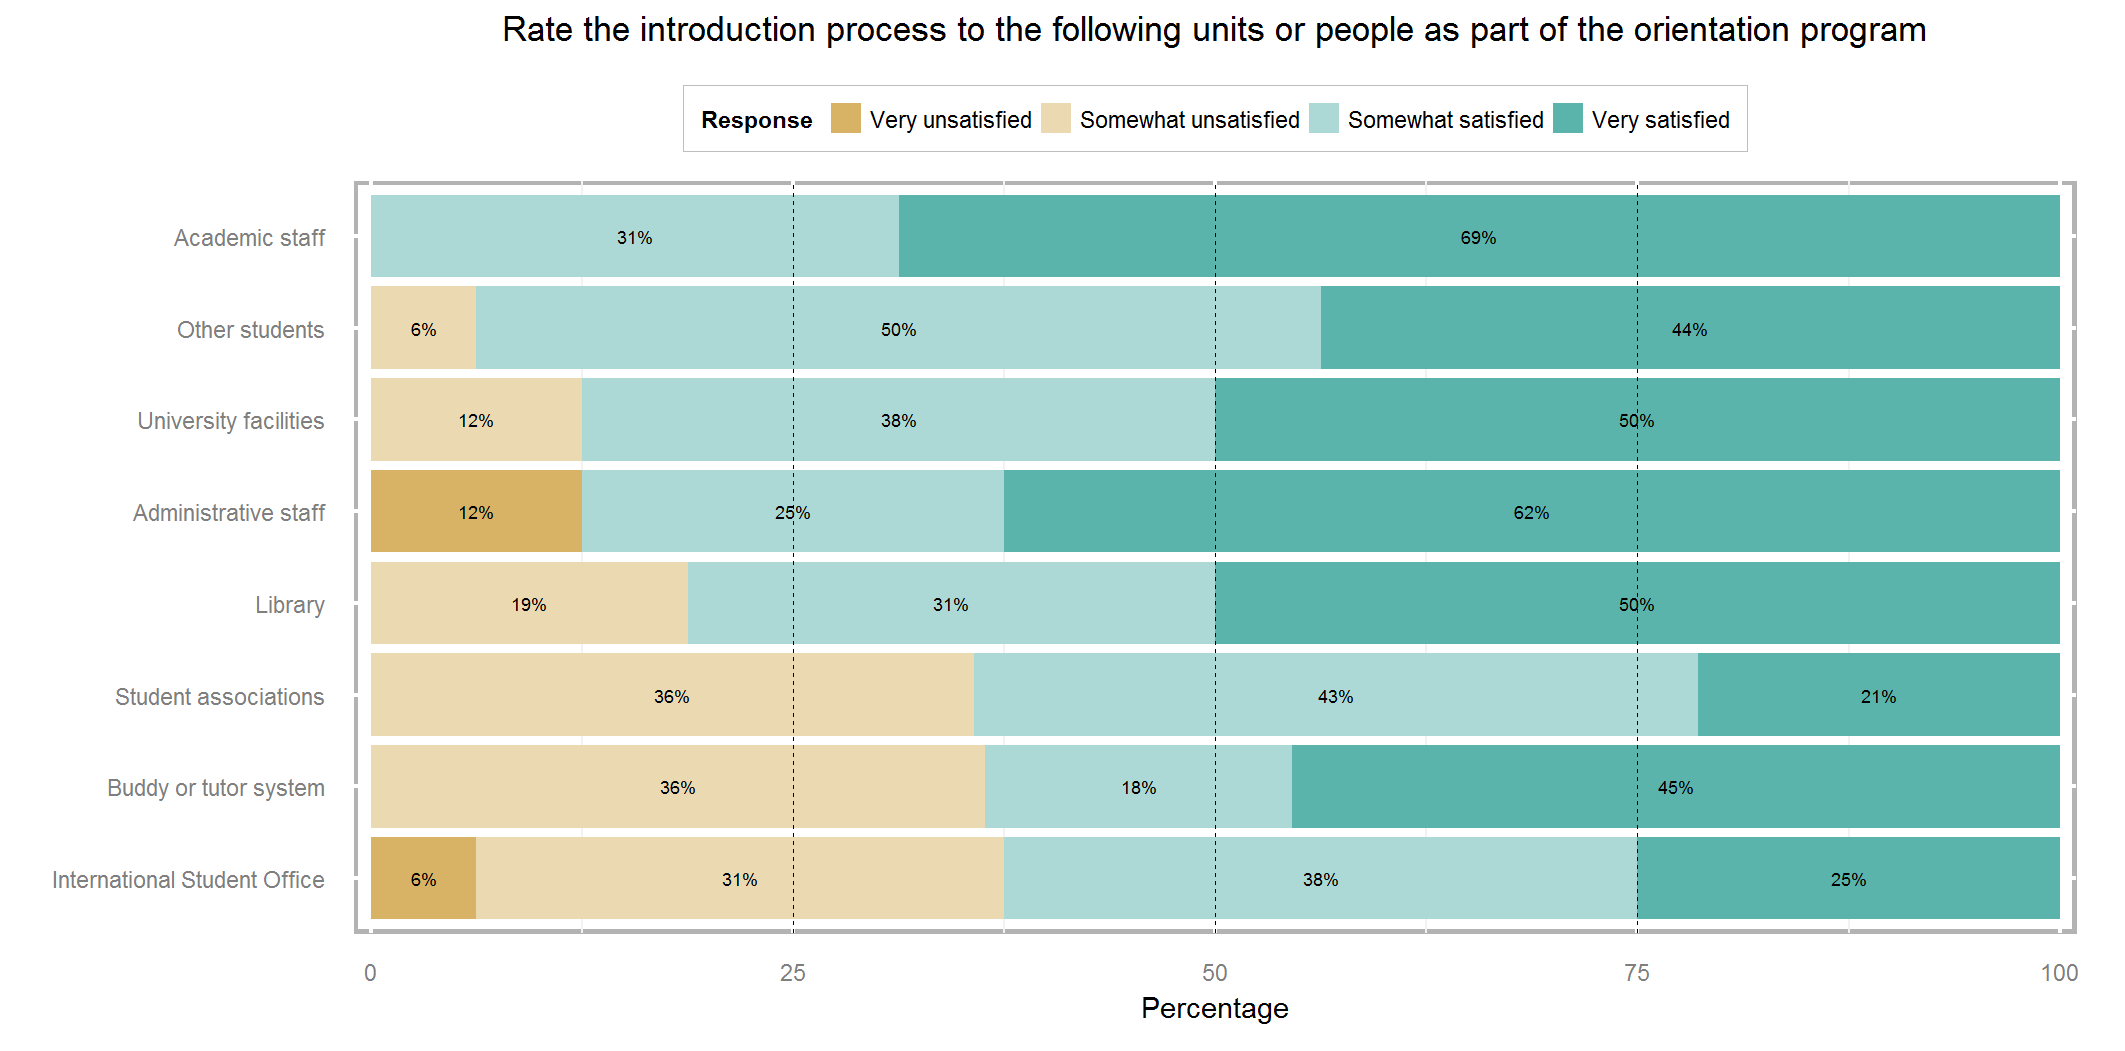 Rate the introduction process to the following units or people as part of the orientation program
Response Very unsatisfied Somewhat unsatisfied Somewhat satisfied Very satisfied
Academic staff 31% 69%
Other students 6% 50% 44%
University facilities 12% 38% 50%
Administrative staff 12% 25% 62%
Library 19% 31% 50%
Student associations 36% 43% 21%
Buddy or tutor system 36% 18% 45%
International Student Office 6% 31% 38% 25%
0 25 50 75 100
Percentage